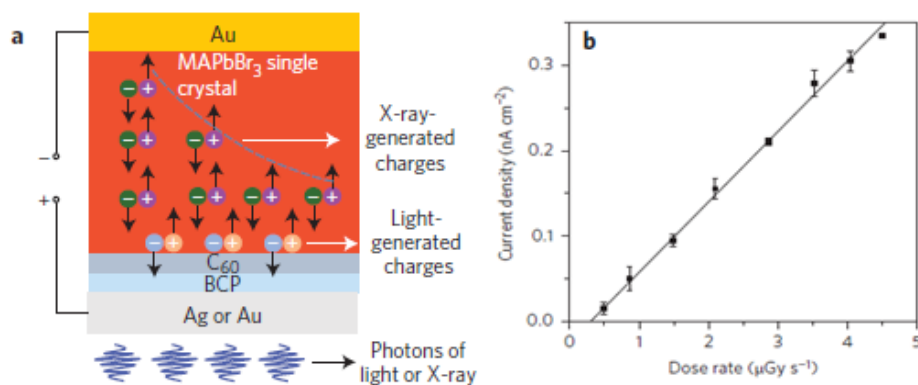 a
Au
MAPbBr₃ single
crystal
X-ray-
generated
charges
−
+
Light-
generated
charges
C₆₀
BCP
Ag or Au
Photons of
light or X-ray
b
Current density (nA cm⁻²)
0.3
0.2
0.1
0.0
0 1 2 3 4 5
Dose rate (μGy s⁻¹)